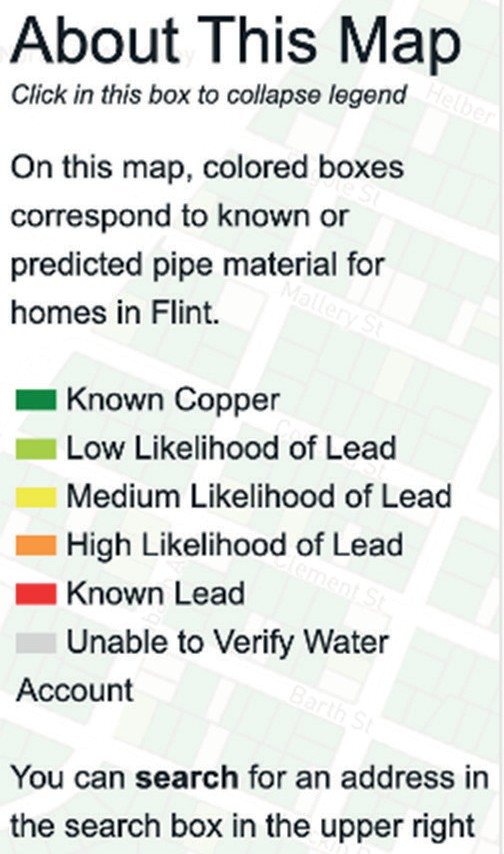 About This Map
Click in this box to collapse legend
Helber
On this map, colored boxes
correspond to known or
predicted pipe material for
homes in Flint.
Mallery St
Known Copper
Low Likelihood of Lead
Medium Likelihood of Lead
High Likelihood of Lead
Clement St
Known Lead
Unable to Verify Water
Account
Barth St
You can search for an address in
the search box in the upper right